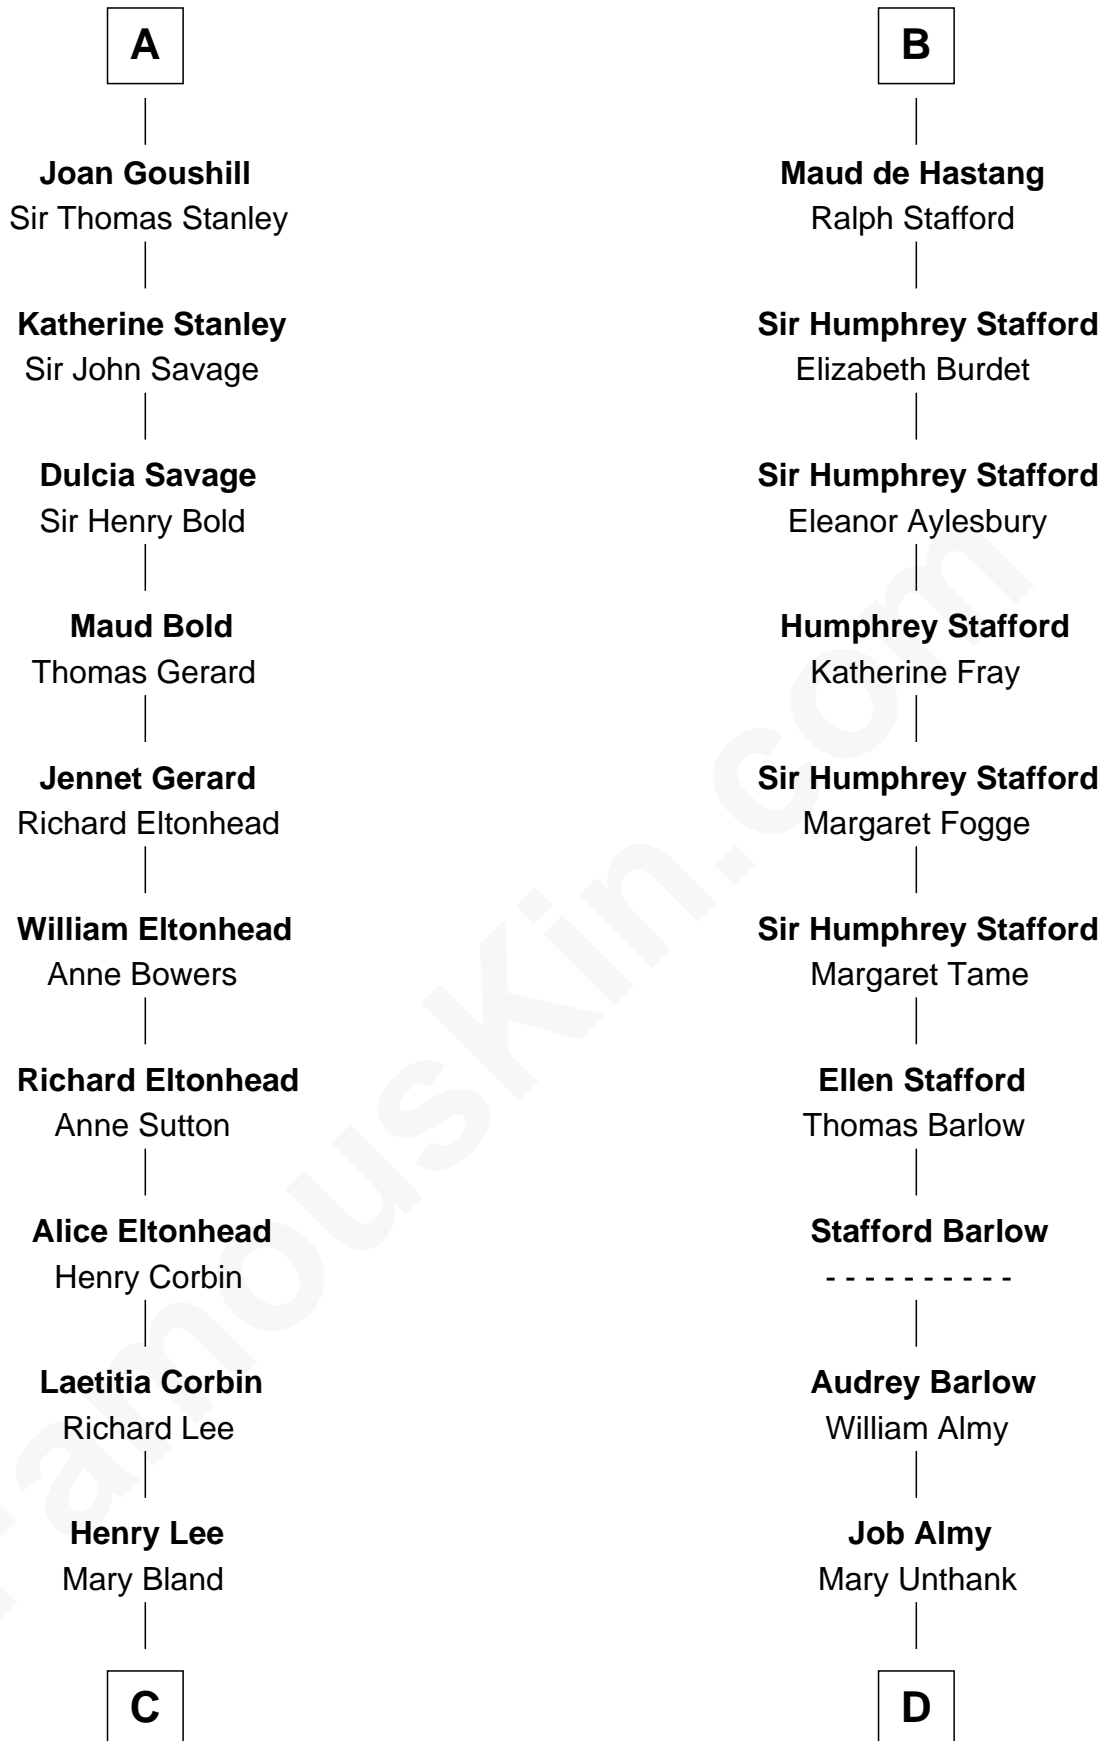 A
Joan Goushill
Sir Thomas Stanley
Katherine Stanley
Sir John Savage
Dulcia Savage
Sir Henry Bold
Maud Bold
Thomas Gerard
Jennet Gerard
Richard Eltonhead
William Eltonhead
Anne Bowers
Richard Eltonhead
Anne Sutton
Alice Eltonhead
Henry Corbin
Laetitia Corbin
Richard Lee
Henry Lee
Mary Bland
C
B
Maud de Hastang
Ralph Stafford
Sir Humphrey Stafford
Elizabeth Burdet
Sir Humphrey Stafford
Eleanor Aylesbury
Humphrey Stafford
Katherine Fray
Sir Humphrey Stafford
Margaret Fogge
Sir Humphrey Stafford
Margaret Tame
Ellen Stafford
Thomas Barlow
Stafford Barlow
- - - - - - - - - -
Audrey Barlow
William Almy
Job Almy
Mary Unthank
D
FamousKin.com